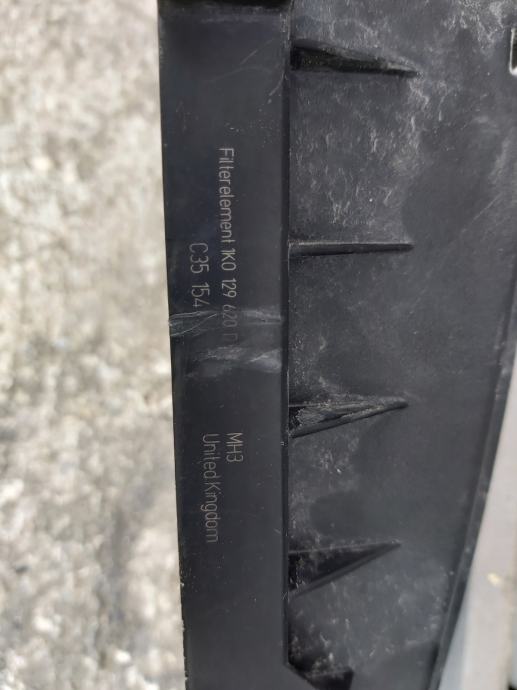 Filterelement 1K0 129 620 D
C35 154
MH3
United Kingdom